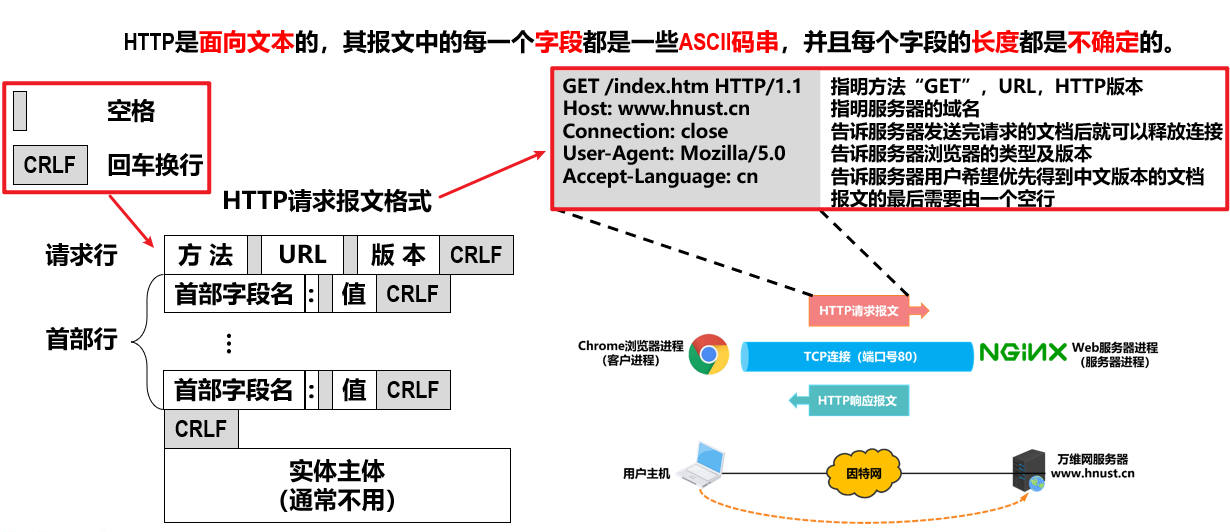 HTTP是面向文本的，其报文中的每一个字段都是一些ASCII码串，并且每个字段的长度都是不确定的。
空格
CRLF 回车换行
GET /index.htm HTTP/1.1 指明方法“GET”，URL，HTTP版本
Host: www.hnust.cn 指明服务器的域名
Connection: close 告诉服务器发送完请求的文档后就可以释放连接
User-Agent: Mozilla/5.0 告诉服务器浏览器的类型及版本
Accept-Language: cn 告诉服务器用户希望优先得到中文版本的文档
报文的最后需要由一个空行
HTTP请求报文格式
请求行 方 法 URL 版 本 CRLF
首部字段名 : 值 CRLF
首部行 ⋮
首部字段名 : 值 CRLF
CRLF
实体主体
（通常不用）
HTTP请求报文
Chrome浏览器进程
（客户进程）
TCP连接（端口号80）
NGiNX
Web服务器进程
（服务器进程）
HTTP响应报文
用户主机
因特网
万维网服务器
www.hnust.cn